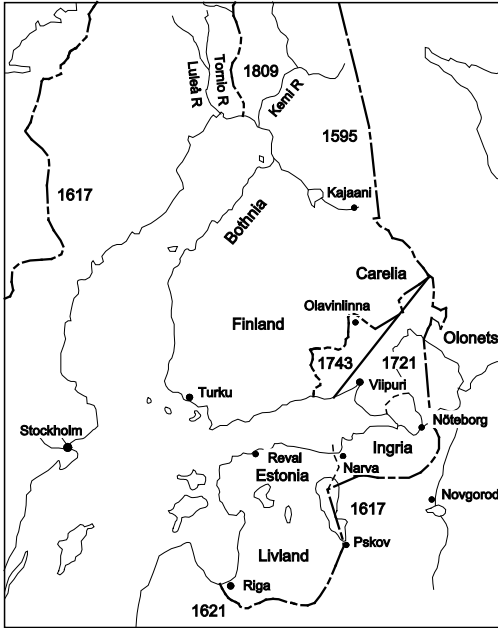 Luleå R
Tornio R
1809
Kemi R
1595
1617
Kajaani
Bothnia
Carelia
Olavinlinna
Finland
Olonets
1743
1721
Viipuri
Turku
Nöteborg
Stockholm
Reval
Ingria
Estonia
Narva
Novgorod
1617
Pskov
Livland
Riga
1621